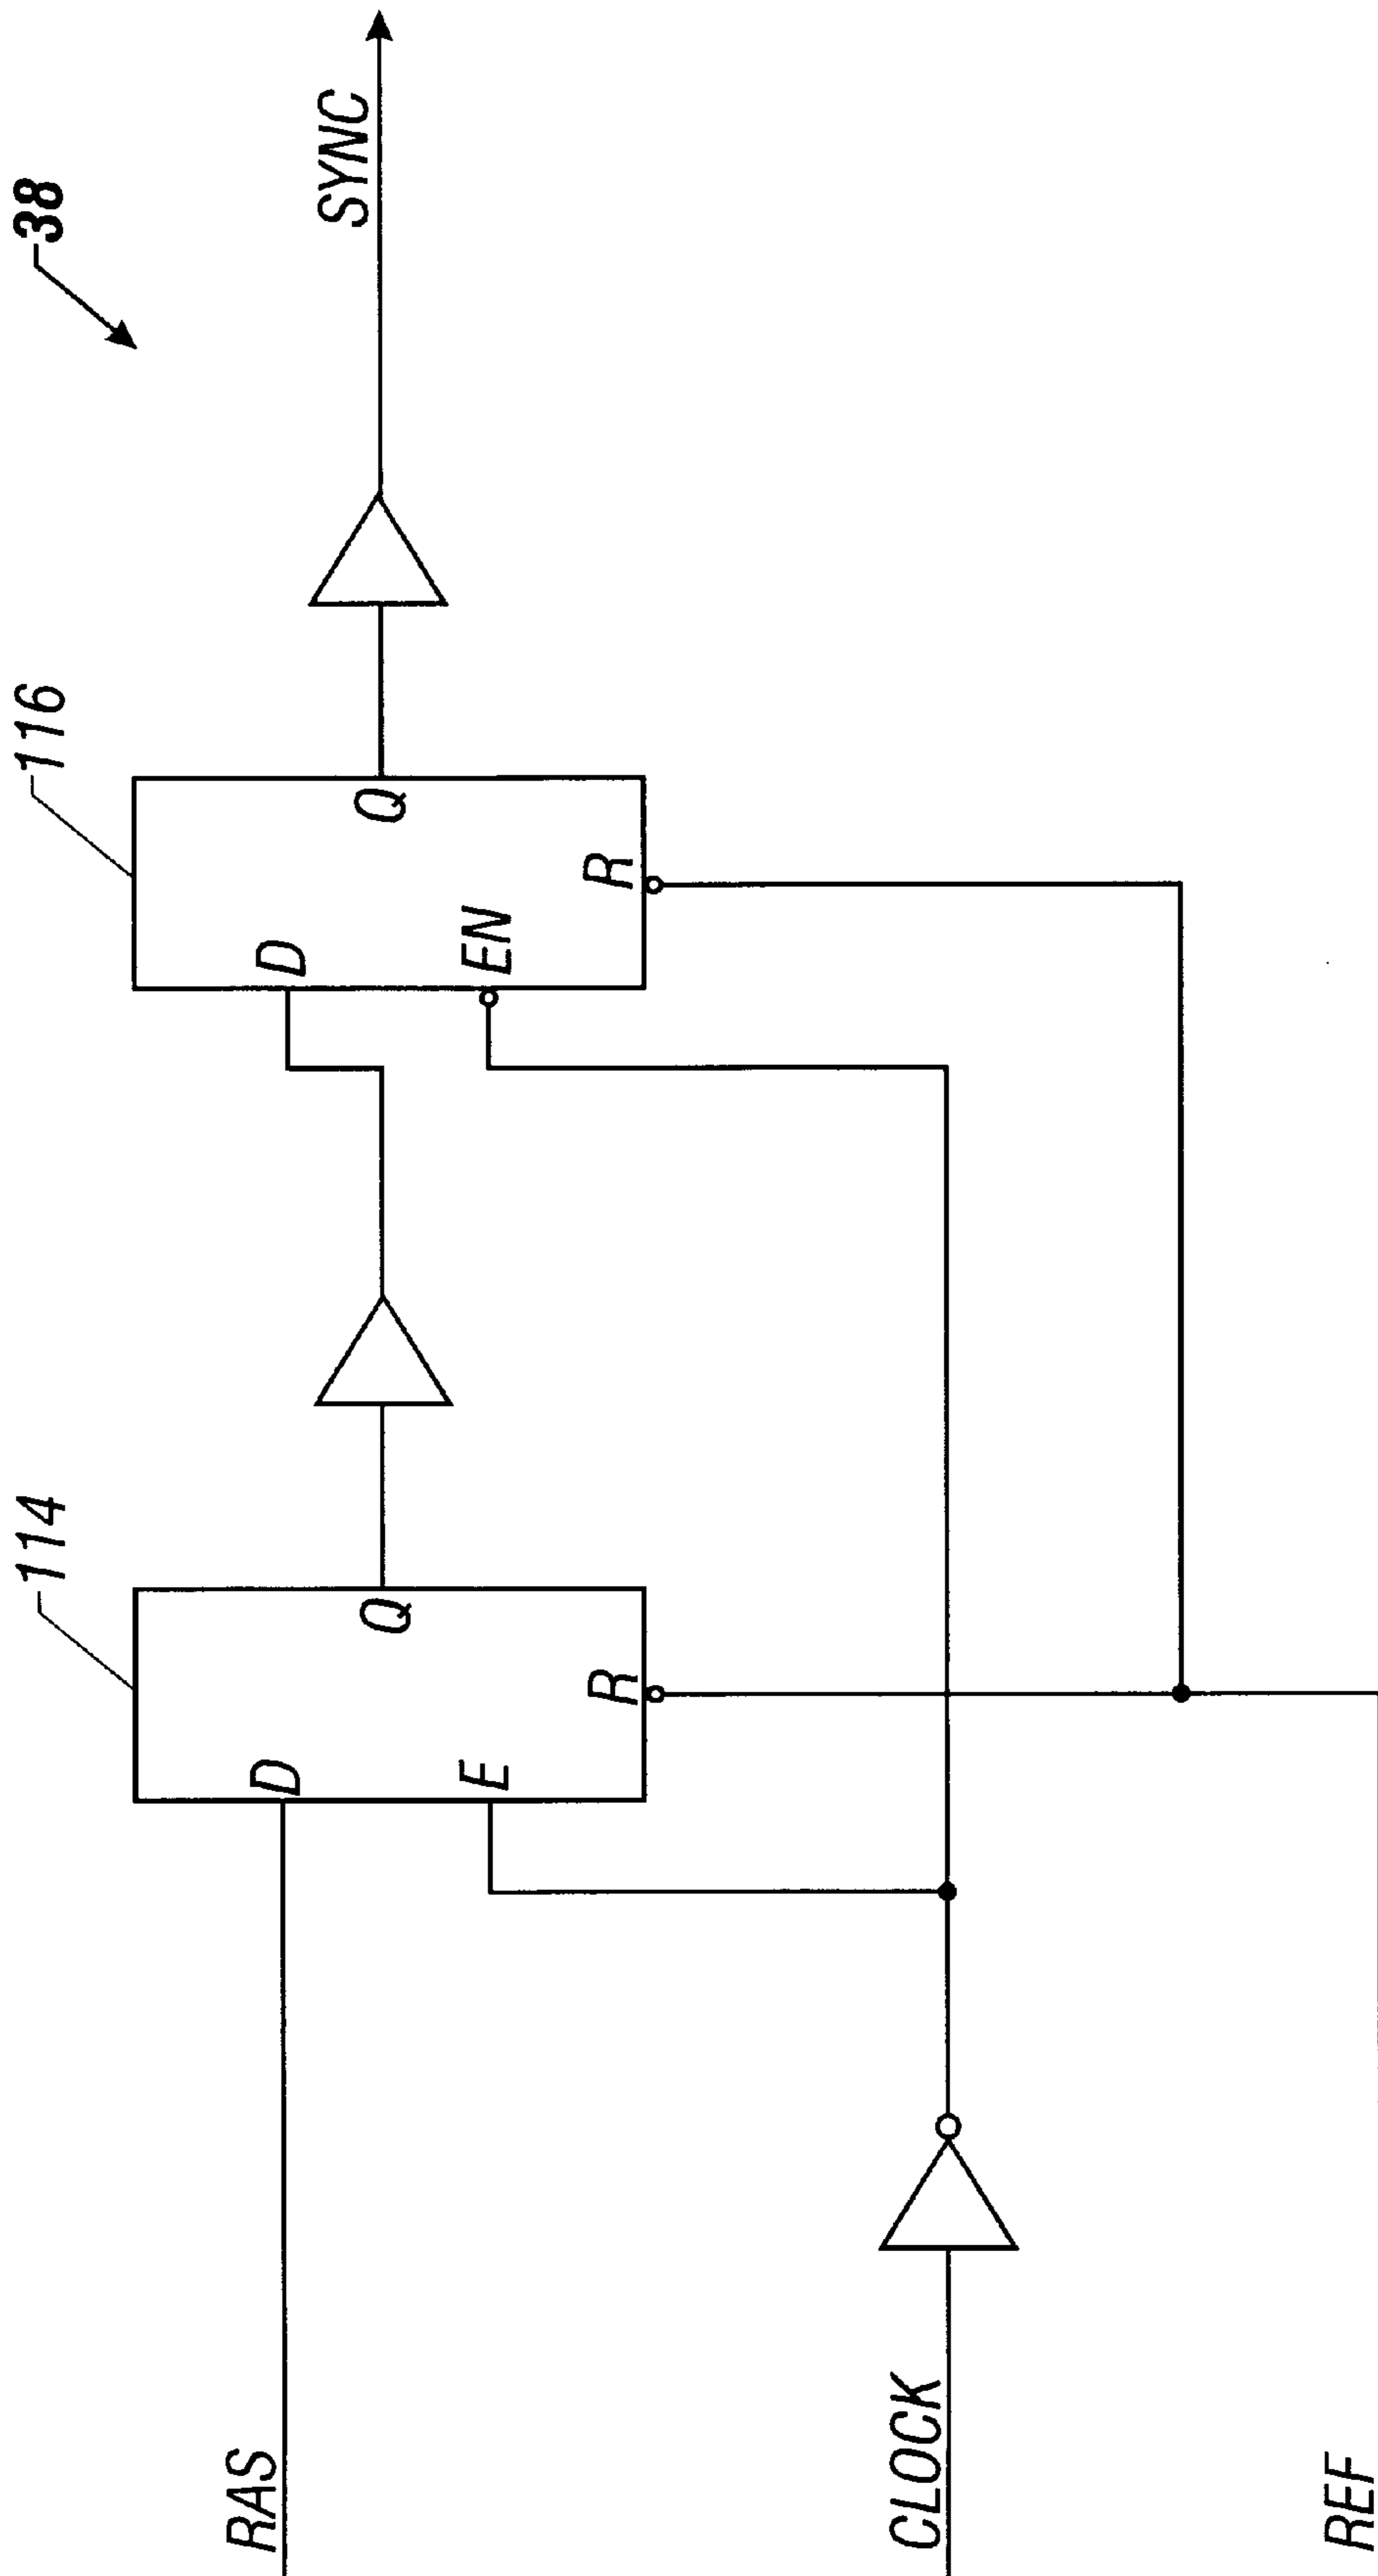 38
114
116
RAS
D
Q
E
R
D
Q
EN
R
SYNC
CLOCK
REF